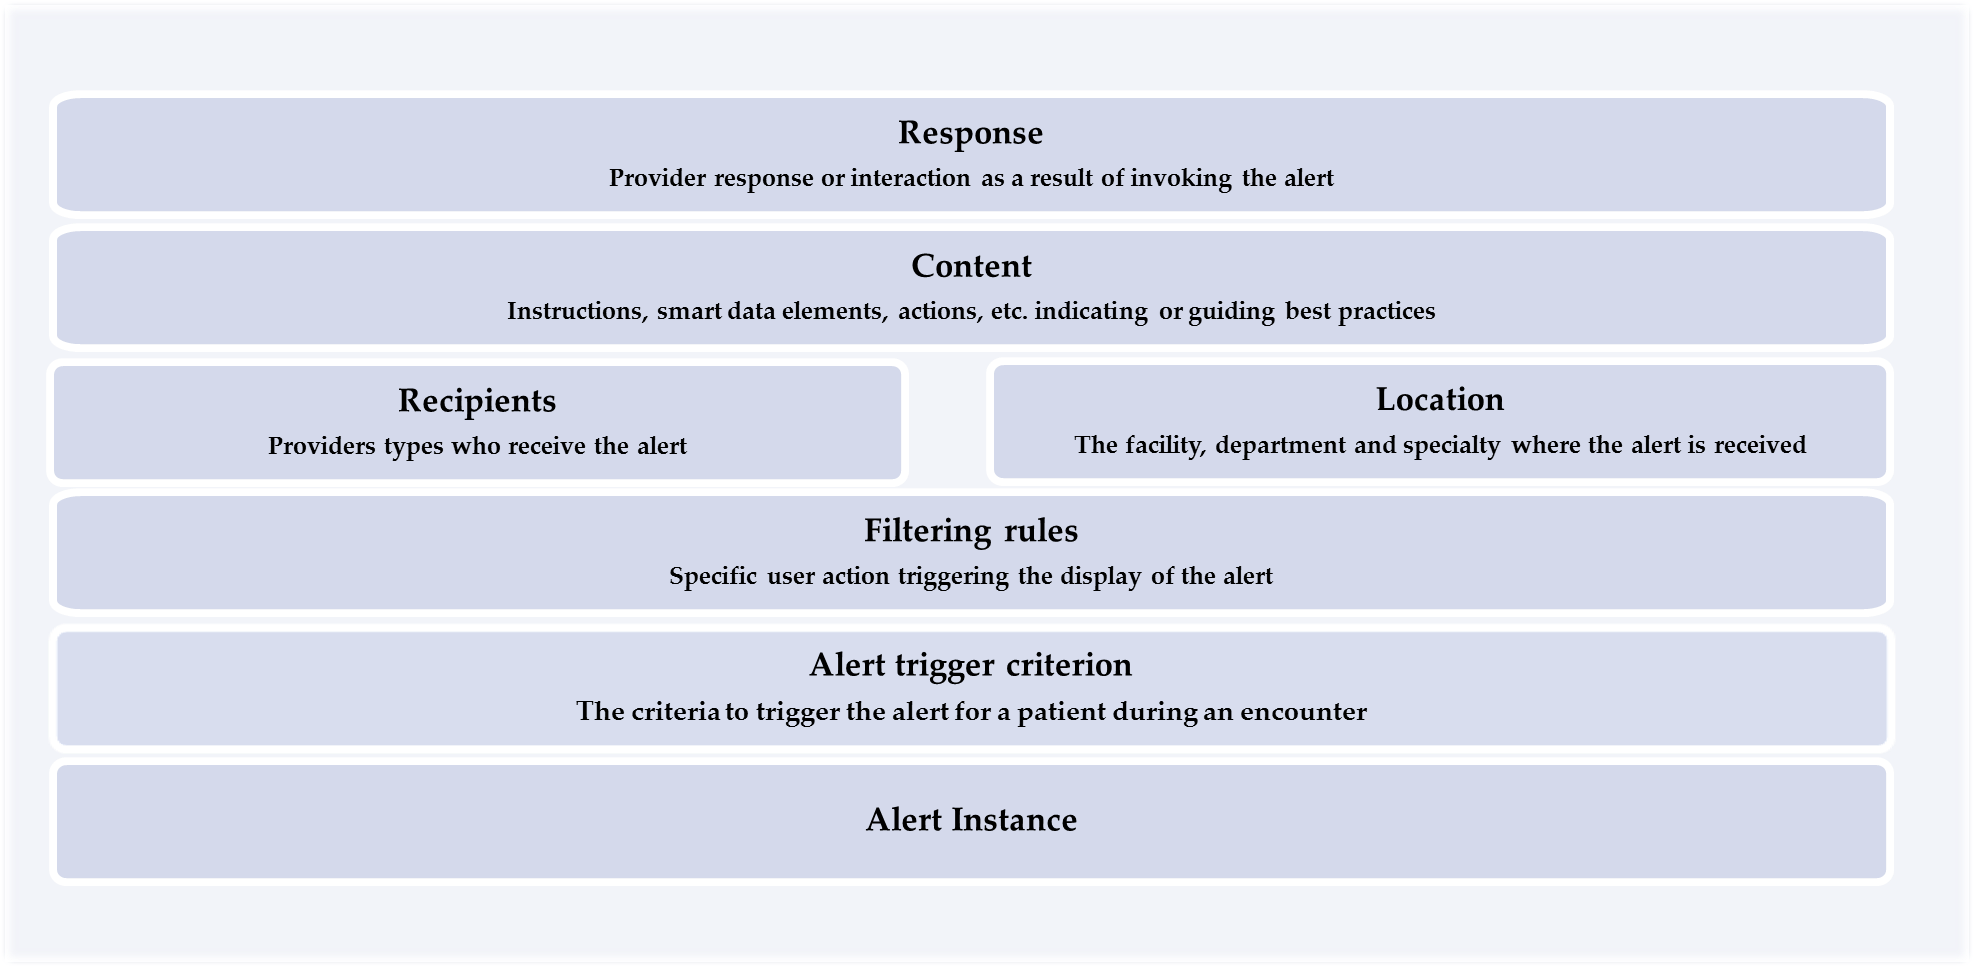 Response
Provider response or interaction as a result of invoking the alert
Content
Instructions, smart data elements, actions, etc. indicating or guiding best practices
Recipients
Providers types who receive the alert
Location
The facility, department and specialty where the alert is received
Filtering rules
Specific user action triggering the display of the alert
Alert trigger criterion
The criteria to trigger the alert for a patient during an encounter
Alert Instance